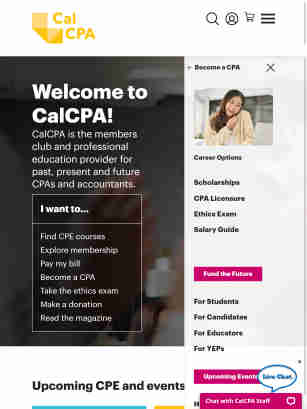 Cal
CPA
Welcome to
CalCPA!
CalCPA is the members
club and professional
education provider for
past, present and future
CPAs and accountants.
I want to...
Find CPE courses
Explore membership
Pay my bill
Become a CPA
Take the ethics exam
Make a donation
Read the magazine
Upcoming CPE and events
← Become a CPA
Career Options
Scholarships
CPA Licensure
Ethics Exam
Salary Guide
Fund the Future
For Students
For Candidates
For Educators
For YEPs
Upcoming Events
Live Chat
Chat with CalCPA Staff